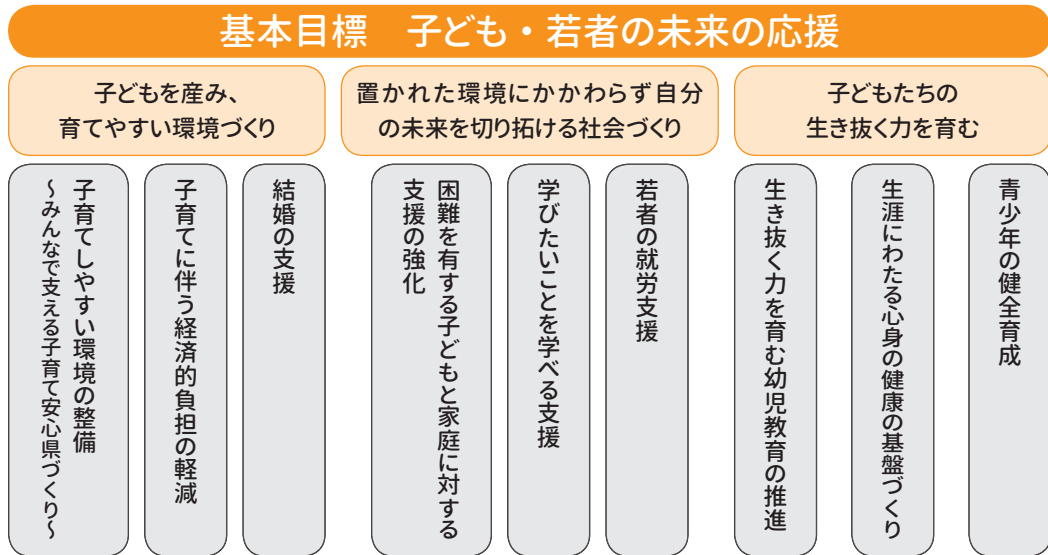 基本目標　子ども・若者の未来の応援
子どもを産み、
育てやすい環境づくり
置かれた環境にかかわらず自分
の未来を切り拓ける社会づくり
子どもたちの
生き抜く力を育む
子育てしやすい環境の整備
～みんなで支える子育て安心県づくり～
子育てに伴う経済的負担の軽減
結婚の支援
困難を有する子どもと家庭に対する
支援の強化
学びたいことを学べる支援
若者の就労支援
生き抜く力を育む幼児教育の推進
生涯にわたる心身の健康の基盤づくり
青少年の健全育成